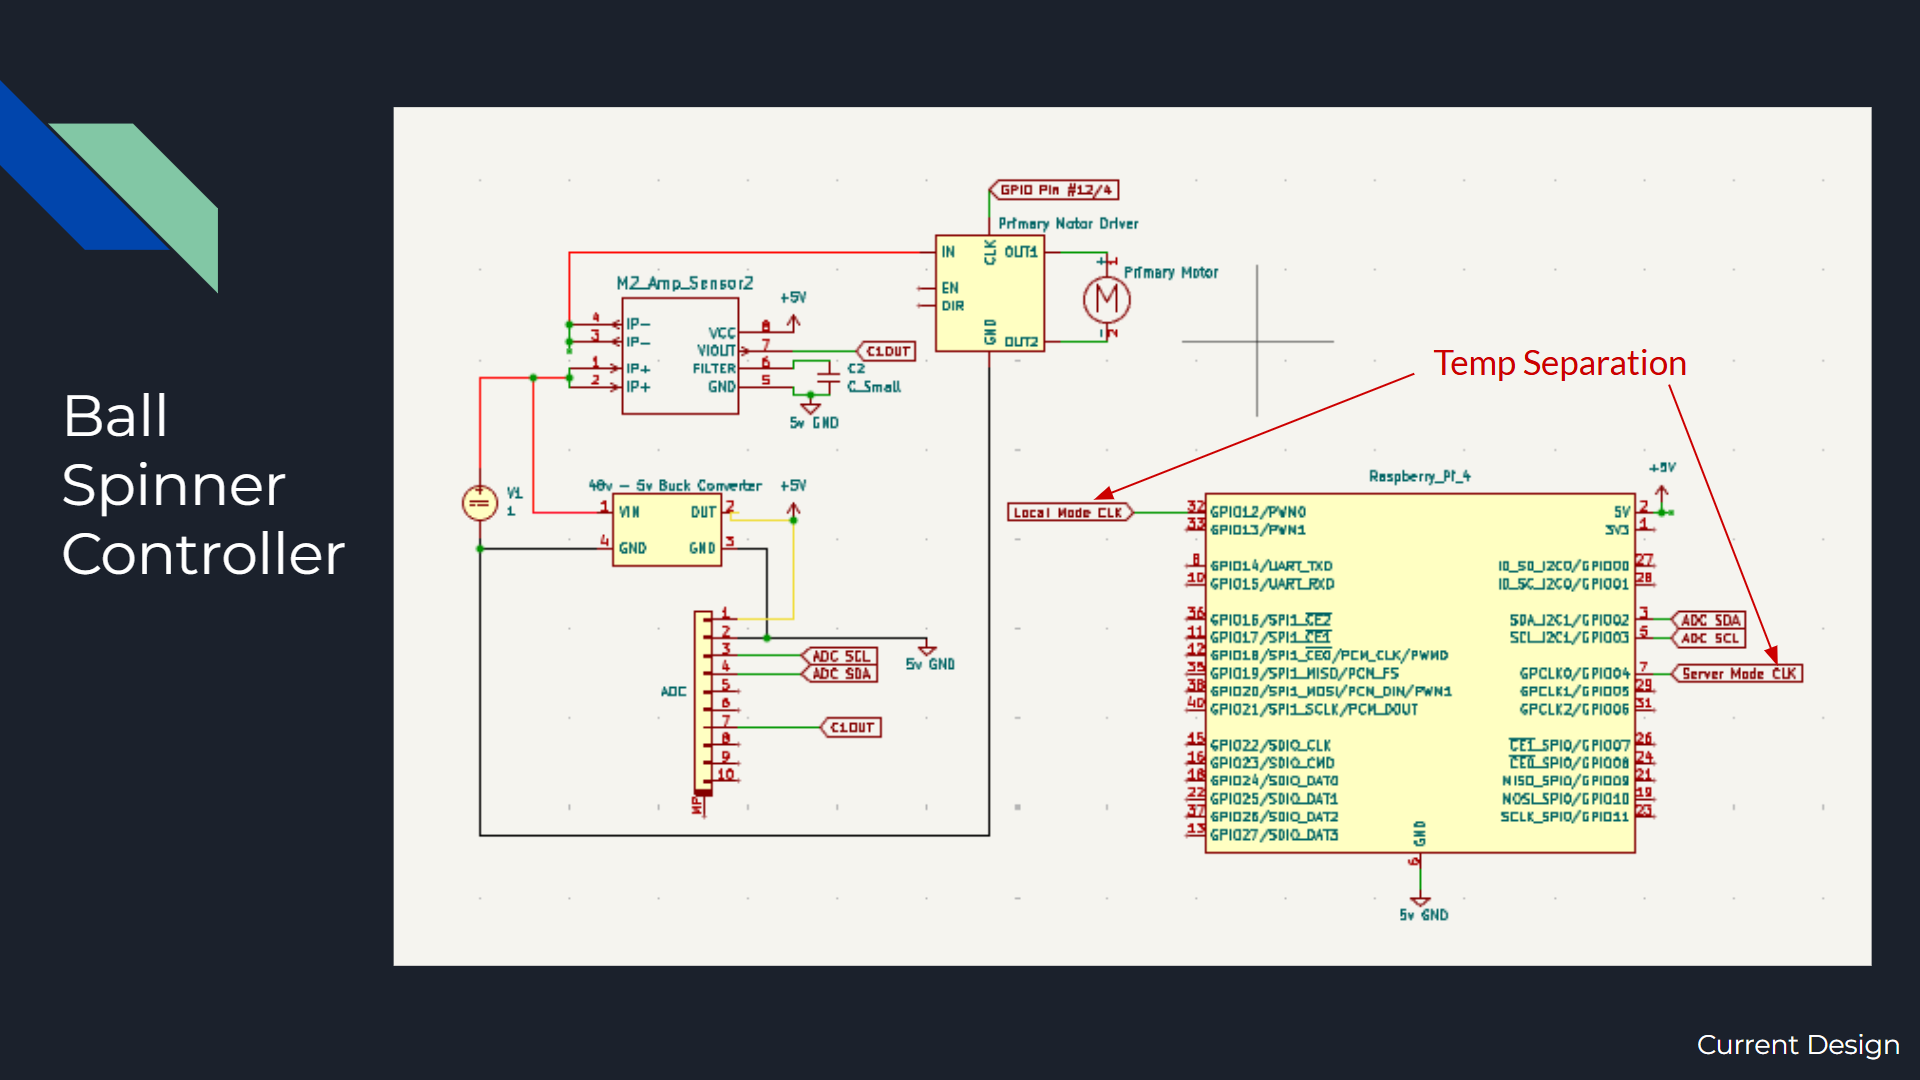 Ball
Spinner
Controller
GPIO Pin #12/4
Primary Motor Driver
IN
CLK
OUT1
EN
DIR
GND
OUT2
+
1
Primary Motor
M
-
2
M2_Amp_Sensor2
+5V
4
IP-
3
IP-
1
IP+
2
IP+
VCC
8
VIOUT
7
C1OUT
FILTER
6
GND
5
C2
C_Small
5v GND
Temp Separation
V1
1
40v - 5v Buck Converter
+5V
1
VIN
OUT
2
4
GND
GND
3
ADC
1
2
3
ADC SCL
4
ADC SDA
5
6
7
C1OUT
8
9
10
MP
5v GND
Raspberry_Pi_4
+5V
Local Mode CLK
32
GPIO12/PWM0
33
GPIO13/PWM1
8
GPIO14/UART_TXD
10
GPIO15/UART_RXD
36
GPIO16/SPI1_CE2
11
GPIO17/SPI1_CE1
12
GPIO18/SPI1_CE0/PCM_CLK/PWM0
35
GPIO19/SPI1_MISO/PCM_FS
38
GPIO20/SPI1_MOSI/PCM_DIN/PWM1
40
GPIO21/SPI1_SCLK/PCM_DOUT
15
GPIO22/SDIO_CLK
16
GPIO23/SDIO_CMD
18
GPIO24/SDIO_DAT0
22
GPIO25/SDIO_DAT1
37
GPIO26/SDIO_DAT2
13
GPIO27/SDIO_DAT3
5V
2
3V3
1
ID_SD_I2C0/GPIO00
27
ID_SC_I2C0/GPIO01
28
SDA_I2C1/GPIO02
3
ADC SDA
SCL_I2C1/GPIO03
5
ADC SCL
GPCLK0/GPIO04
7
Server Mode CLK
GPCLK1/GPIO05
29
GPCLK2/GPIO06
31
CE1_SPI0/GPIO07
26
CE0_SPI0/GPIO08
24
MISO_SPI0/GPIO09
21
MOSI_SPI0/GPIO10
19
SCLK_SPI0/GPIO11
23
GND
6
5v GND
Current Design